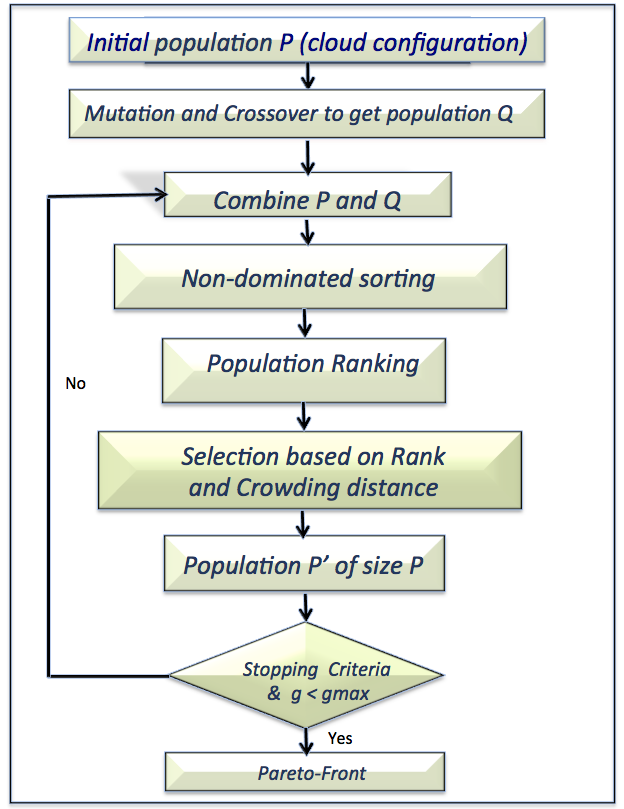 Initial population P (cloud configuration)
Mutation and Crossover to get population Q
Combine P and Q
Non-dominated sorting
Population Ranking
No
Selection based on Rank
and Crowding distance
Population P’ of size P
Stopping Criteria
& g < gmax
Yes
Pareto-Front